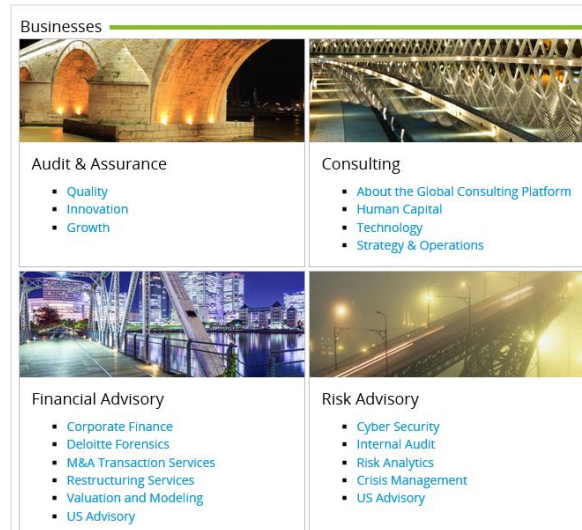 Businesses
Audit & Assurance
Quality
Innovation
Growth
Consulting
About the Global Consulting Platform
Human Capital
Technology
Strategy & Operations
Financial Advisory
Corporate Finance
Deloitte Forensics
M&A Transaction Services
Restructuring Services
Valuation and Modeling
US Advisory
Risk Advisory
Cyber Security
Internal Audit
Risk Analytics
Crisis Management
US Advisory